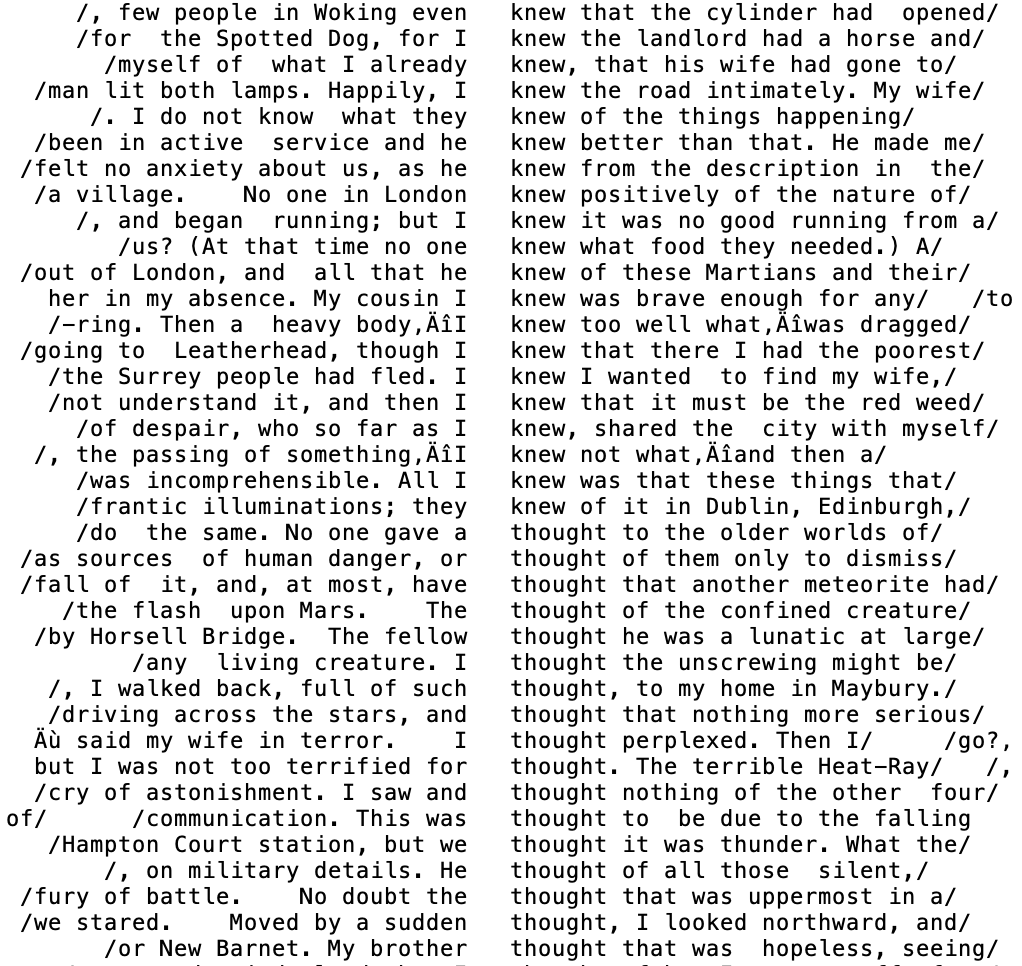 /, few people in Woking even knew that the cylinder had opened/
/for the Spotted Dog, for I knew the landlord had a horse and/
/myself of what I already knew, that his wife had gone to/
/man lit both lamps. Happily, I knew the road intimately. My wife/
/. I do not know what they knew of the things happening/
/been in active service and he knew better than that. He made me/
/felt no anxiety about us, as he knew from the description in the/
/a village. No one in London knew positively of the nature of/
/, and began running; but I knew it was no good running from a/
/us? (At that time no one knew what food they needed.) A/
/out of London, and all that he knew of these Martians and their/
her in my absence. My cousin I knew was brave enough for any/ /to
/-ring. Then a heavy body‚ÄîI knew too well what‚Äîwas dragged/
/going to Leatherhead, though I knew that there I had the poorest/
/the Surrey people had fled. I knew I wanted to find my wife,/
/not understand it, and then I knew that it must be the red weed/
/of despair, who so far as I knew, shared the city with myself/
/, the passing of something‚ÄîI knew not what‚Äîand then a/
/was incomprehensible. All I knew was that these things that/
/frantic illuminations; they knew of it in Dublin, Edinburgh,/
/do the same. No one gave a thought to the older worlds of/
/as sources of human danger, or thought of them only to dismiss/
/fall of it, and, at most, have thought that another meteorite had/
/the flash upon Mars. The thought of the confined creature/
/by Horsell Bridge. The fellow thought he was a lunatic at large/
/any living creature. I thought the unscrewing might be/
/, I walked back, full of such thought, to my home in Maybury./
/driving across the stars, and thought that nothing more serious/
Äù said my wife in terror. I thought perplexed. Then I/ /go?‚
but I was not too terrified for thought. The terrible Heat-Ray/ /,
/cry of astonishment. I saw and thought nothing of the other four/
of/ /communication. This was thought to be due to the falling
/Hampton Court station, but we thought it was thunder. What the/
/, on military details. He thought of all those silent,/
/fury of battle. No doubt the thought that was uppermost in a/
/we stared. Moved by a sudden thought, I looked northward, and/
/or New Barnet. My brother thought that was hopeless, seeing/